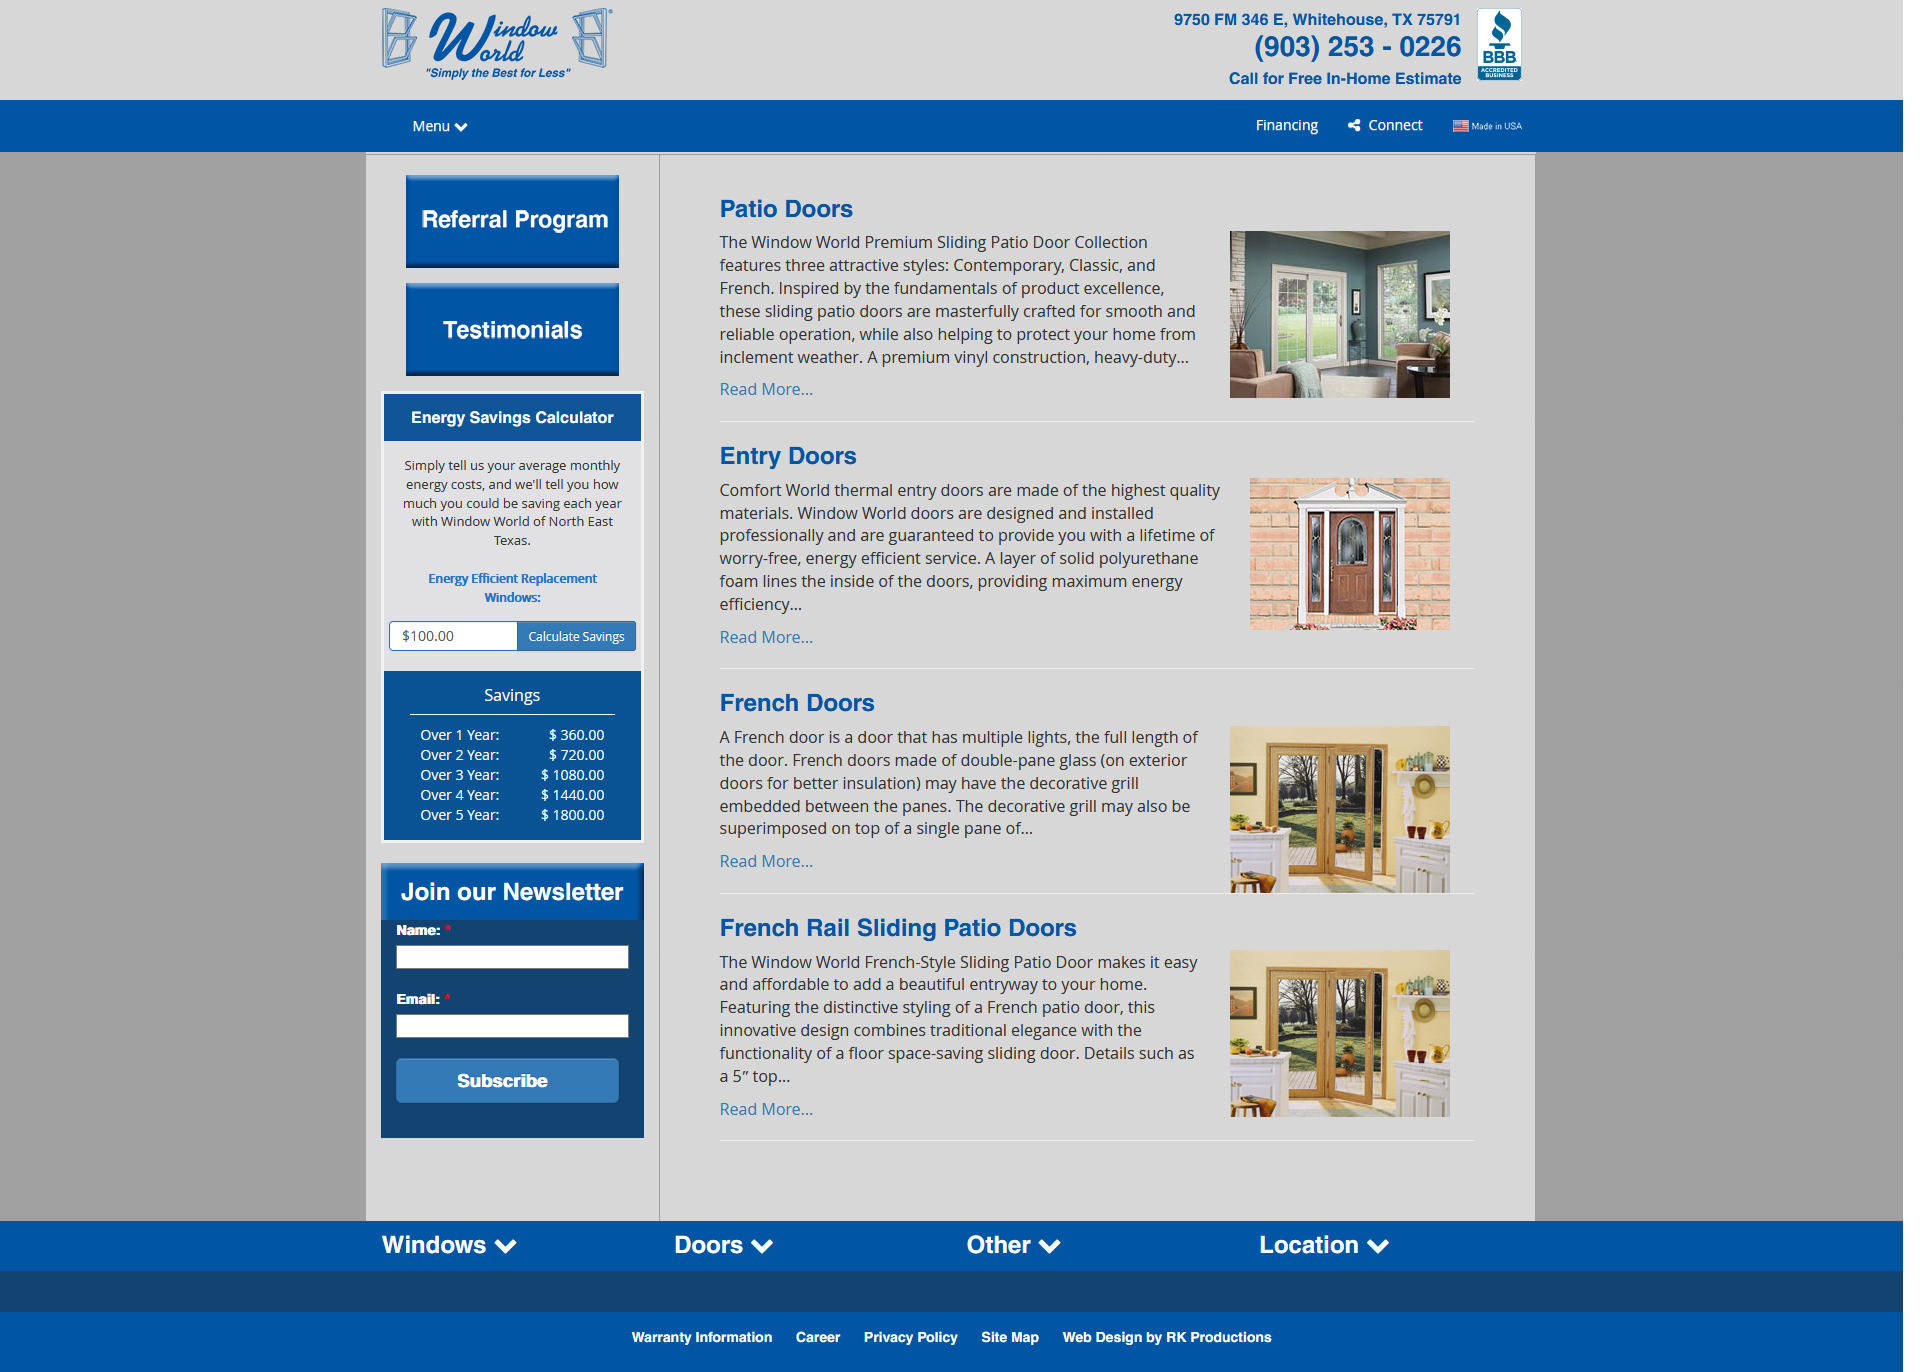 Window World
"Simply the Best for Less"
9750 FM 346 E, Whitehouse, TX 75791
(903) 253 - 0226
Call for Free In-Home Estimate
BBB
ACCREDITED
BUSINESS
Menu
Financing
Connect
Made in USA
Referral Program
Testimonials
Energy Savings Calculator
Simply tell us your average monthly
energy costs, and we'll tell you how
much you could be saving each year
with Window World of North East
Texas.
Energy Efficient Replacement
Windows:
$100.00 Calculate Savings
Savings
Over 1 Year: $ 360.00
Over 2 Year: $ 720.00
Over 3 Year: $ 1080.00
Over 4 Year: $ 1440.00
Over 5 Year: $ 1800.00
Join our Newsletter
Name: *
Email: *
Subscribe
Patio Doors
The Window World Premium Sliding Patio Door Collection
features three attractive styles: Contemporary, Classic, and
French. Inspired by the fundamentals of product excellence,
these sliding patio doors are masterfully crafted for smooth and
reliable operation, while also helping to protect your home from
inclement weather. A premium vinyl construction, heavy-duty...
Read More...
Entry Doors
Comfort World thermal entry doors are made of the highest quality
materials. Window World doors are designed and installed
professionally and are guaranteed to provide you with a lifetime of
worry-free, energy efficient service. A layer of solid polyurethane
foam lines the inside of the doors, providing maximum energy
efficiency...
Read More...
French Doors
A French door is a door that has multiple lights, the full length of
the door. French doors made of double-pane glass (on exterior
doors for better insulation) may have the decorative grill
embedded between the panes. The decorative grill may also be
superimposed on top of a single pane of...
Read More...
French Rail Sliding Patio Doors
The Window World French-Style Sliding Patio Door makes it easy
and affordable to add a beautiful entryway to your home.
Featuring the distinctive styling of a French patio door, this
innovative design combines traditional elegance with the
functionality of a floor space-saving sliding door. Details such as
a 5” top...
Read More...
Windows
Doors
Other
Location
Warranty Information
Career
Privacy Policy
Site Map
Web Design by RK Productions